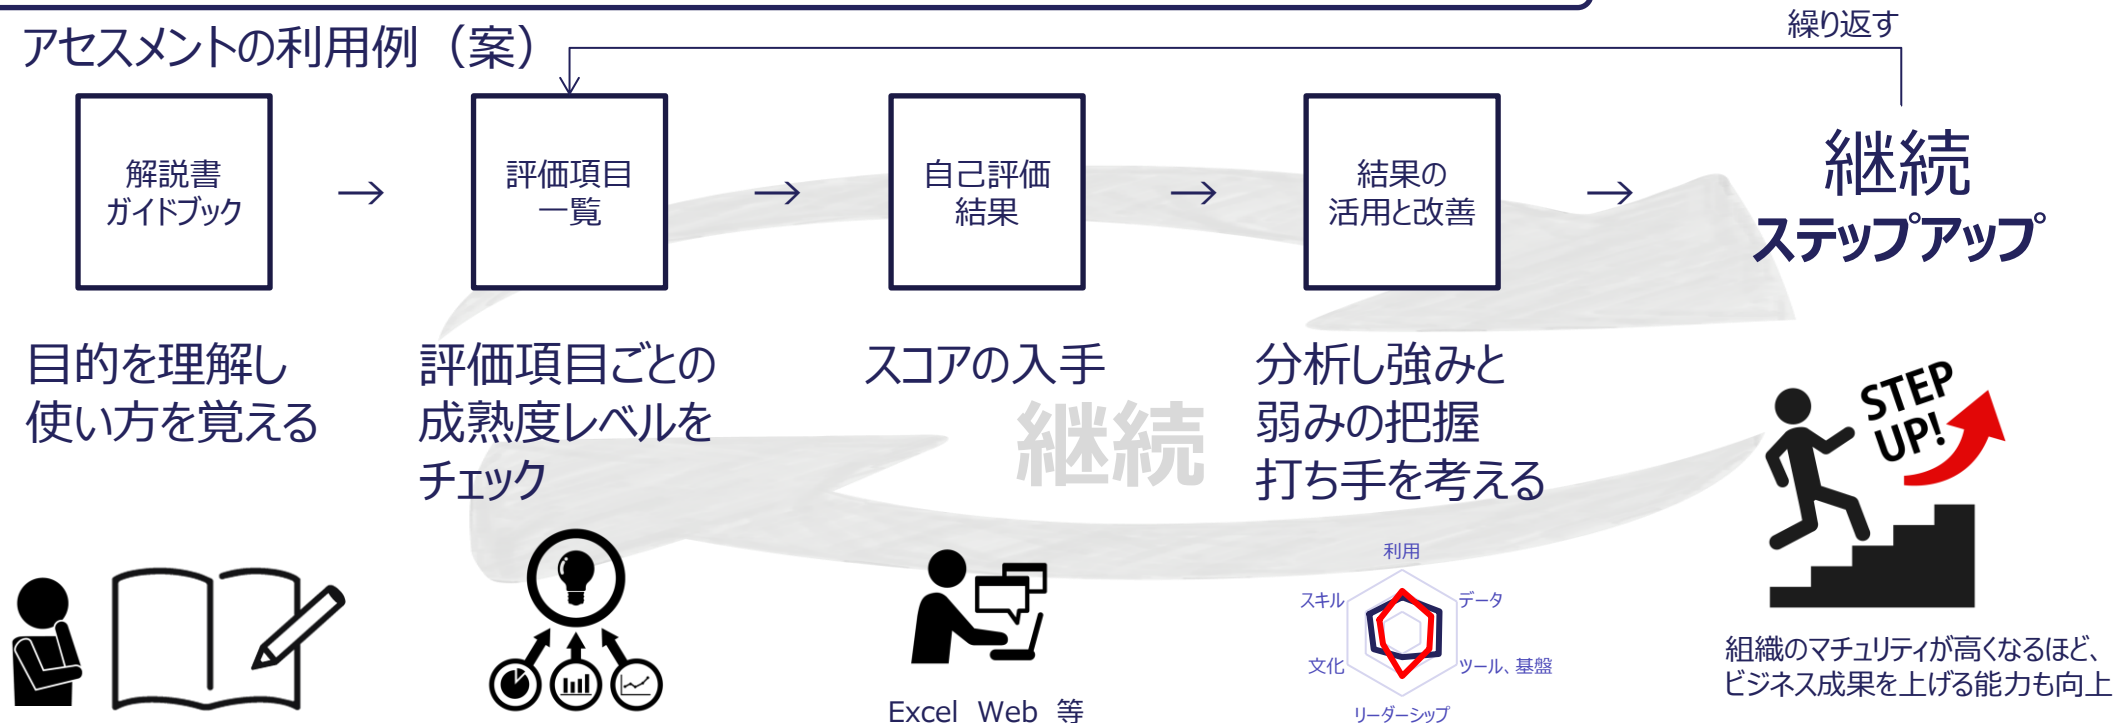 繰り返す
アセスメントの利用例（案）
解説書
ガイドブック
→
評価項目
一覧
→
自己評価
結果
→
結果の
活用と改善
→
継続
ステップアップ
目的を理解し
使い方を覚える
評価項目ごとの
成熟度レベルを
チェック
スコアの入手
継続
分析し強みと
弱みの把握
打ち手を考える
STEP
UP!
利用
スキル
データ
文化
ツール、基盤
リーダーシップ
Excel Web 等
組織のマチュリティが高くなるほど、
ビジネス成果を上げる能力も向上